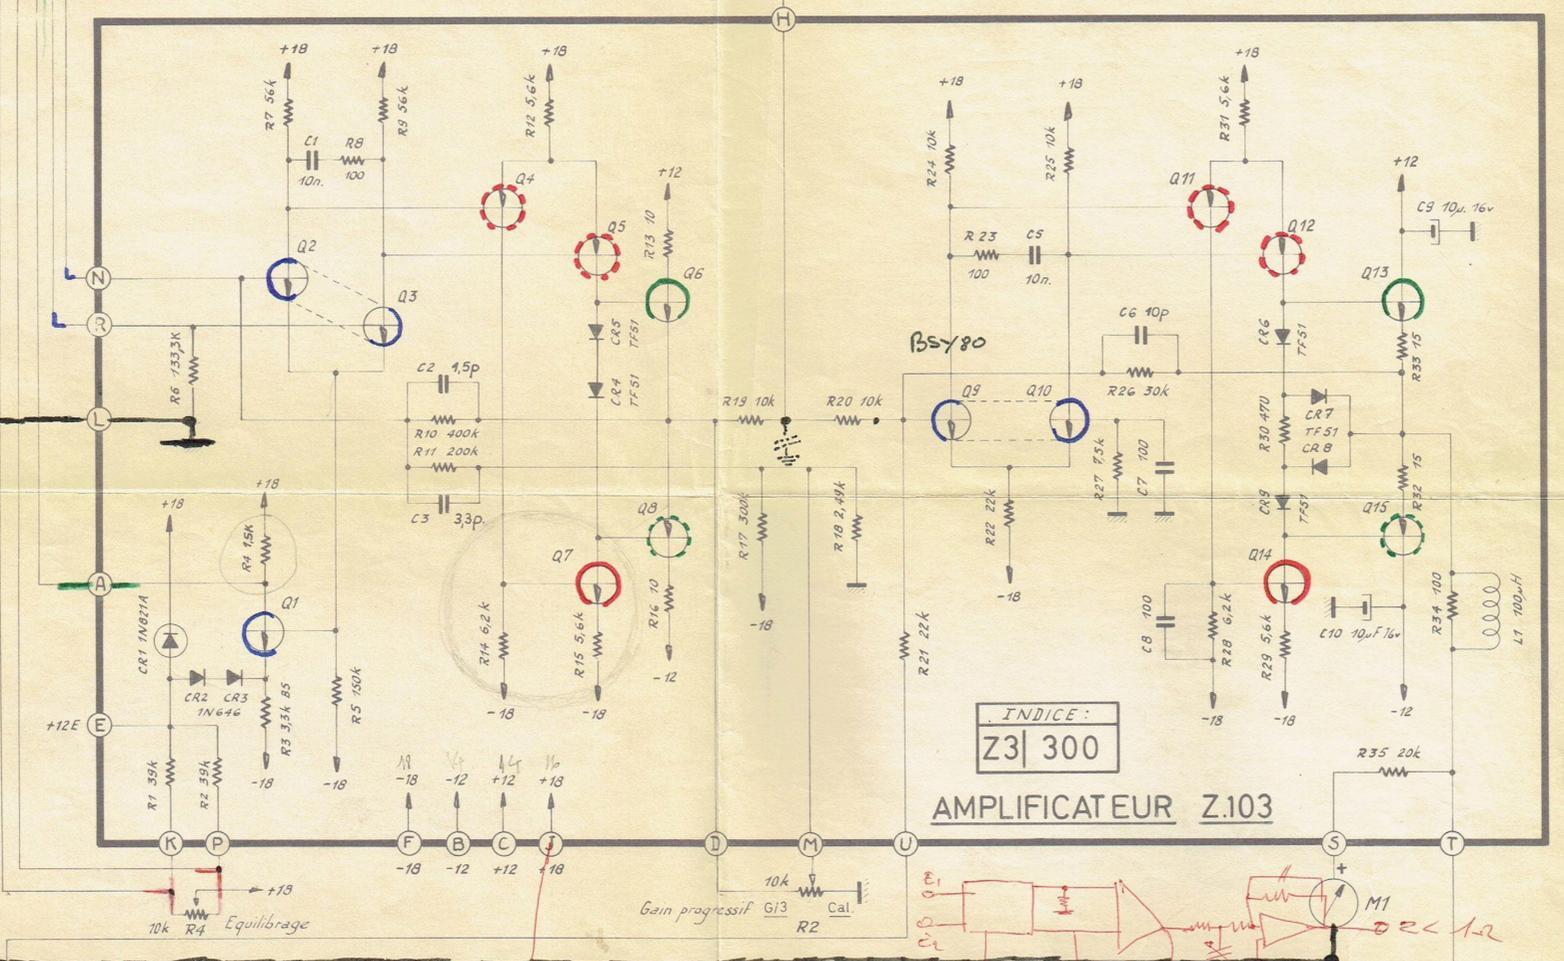 H
+18
+18
+18
+18
+18
+18
+12
+12
R7 56k
R9 56k
R12 5,6k
R24 10k
R25 10k
R31 5,6k
C1
R8
10n.
100
Q4
Q11
C9 10µ. 16v
Q2
Q5
R13 10
R 23
C5
100
10n.
Q12
N
Q3
Q6
Q13
R
R6 133,3K
C2 1,5p
CR5 TF51
CR4 TF51
BSY80
C6 10p
R26 30k
CR6 TF51
R33 15
L
R10 400k
R11 200k
C3 3,3p.
R19 10k
R20 10k
Q9
Q10
R27 7,5k
C7 100
R30 470
CR7
TF51
CR8
+18
+18
R4 1,5K
R17 300k
R18 2,49k
R22 22k
CR9 TF51
R32 15
Q8
Q15
A
Q7
Q14
CR1 1N821A
Q1
R14 6,2k
R15 5,6k
R16 10
-18
-18
R21 22k
C8 100
R28 6,2k
R29 5,6k
C10 10µF 16v
R34 100
L1 100µH
CR2
CR3
1N646
R3 3,3k B5
R5 150k
-12
-18
-18
-18
-18
-12
+12E
E
INDICE:
Z3 300
R1 39k
R2 39k
-18
-18
-18
-12
+12
+18
R35 20k
AMPLIFICATEUR Z.103
K
P
F
B
C
J
D
M
U
S
T
-18
-12
+12
+18
+18
10k
R4
Equilibrage
10k
Gain progressif
G/3
Cal.
R2
+
M1
E1
E2